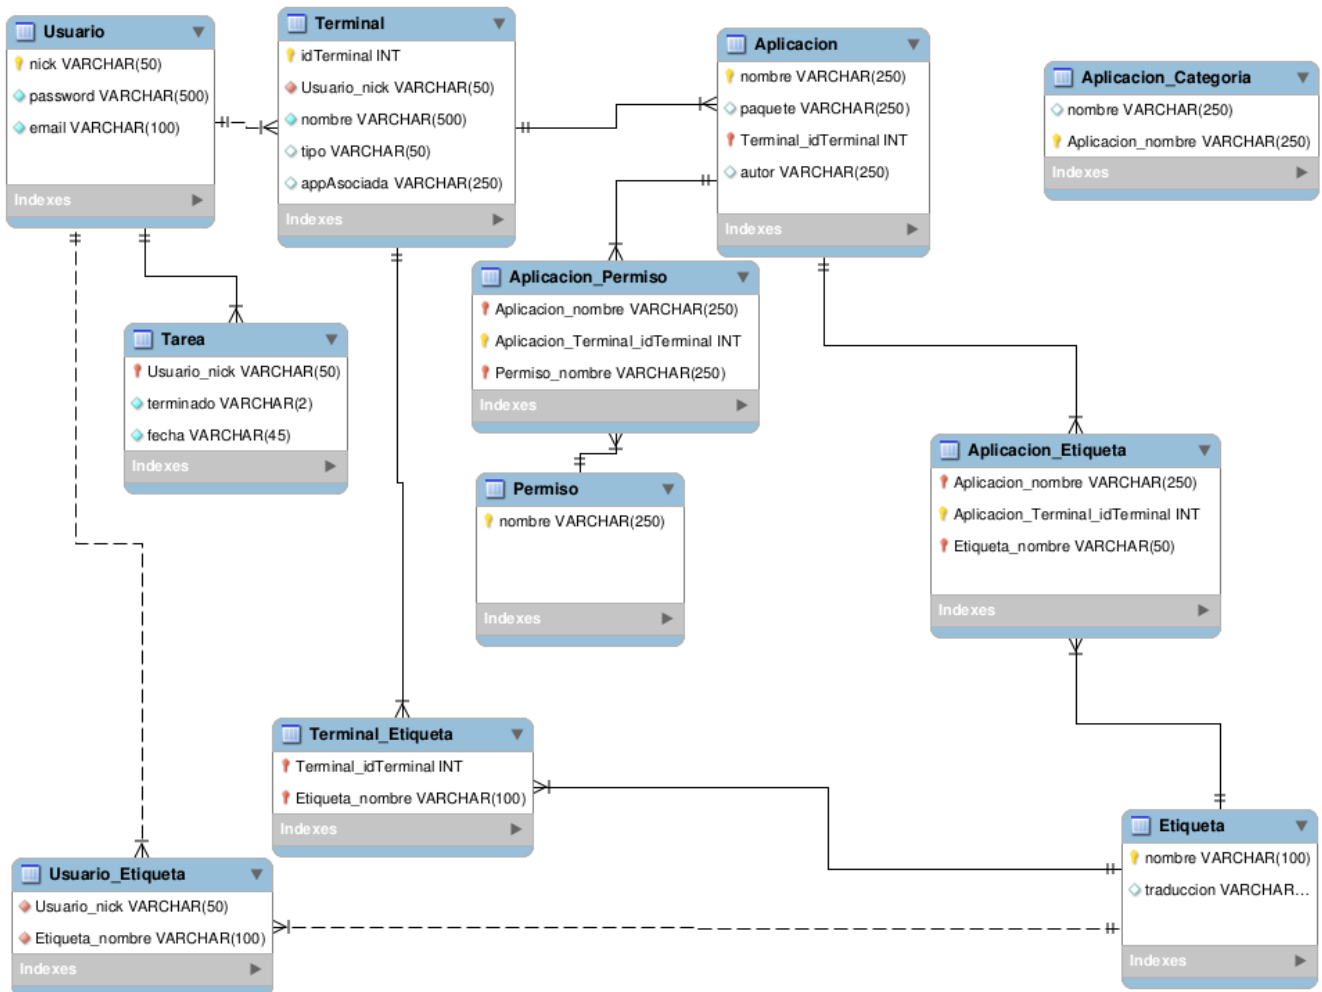 Usuario
nick VARCHAR(50)
password VARCHAR(500)
email VARCHAR(100)
Indexes
Terminal
idTerminal INT
Usuario_nick VARCHAR(50)
nombre VARCHAR(500)
tipo VARCHAR(50)
appAsociada VARCHAR(250)
Indexes
Aplicacion
nombre VARCHAR(250)
paquete VARCHAR(250)
Terminal_idTerminal INT
autor VARCHAR(250)
Indexes
Aplicacion_Categoria
nombre VARCHAR(250)
Aplicacion_nombre VARCHAR(250)
Indexes
Tarea
Usuario_nick VARCHAR(50)
terminado VARCHAR(2)
fecha VARCHAR(45)
Indexes
Aplicacion_Permiso
Aplicacion_nombre VARCHAR(250)
Aplicacion_Terminal_idTerminal INT
Permiso_nombre VARCHAR(250)
Indexes
Permiso
nombre VARCHAR(250)
Indexes
Aplicacion_Etiqueta
Aplicacion_nombre VARCHAR(250)
Aplicacion_Terminal_idTerminal INT
Etiqueta_nombre VARCHAR(50)
Indexes
Terminal_Etiqueta
Terminal_idTerminal INT
Etiqueta_nombre VARCHAR(100)
Indexes
Usuario_Etiqueta
Usuario_nick VARCHAR(50)
Etiqueta_nombre VARCHAR(100)
Indexes
Etiqueta
nombre VARCHAR(100)
traduccion VARCHAR...
Indexes